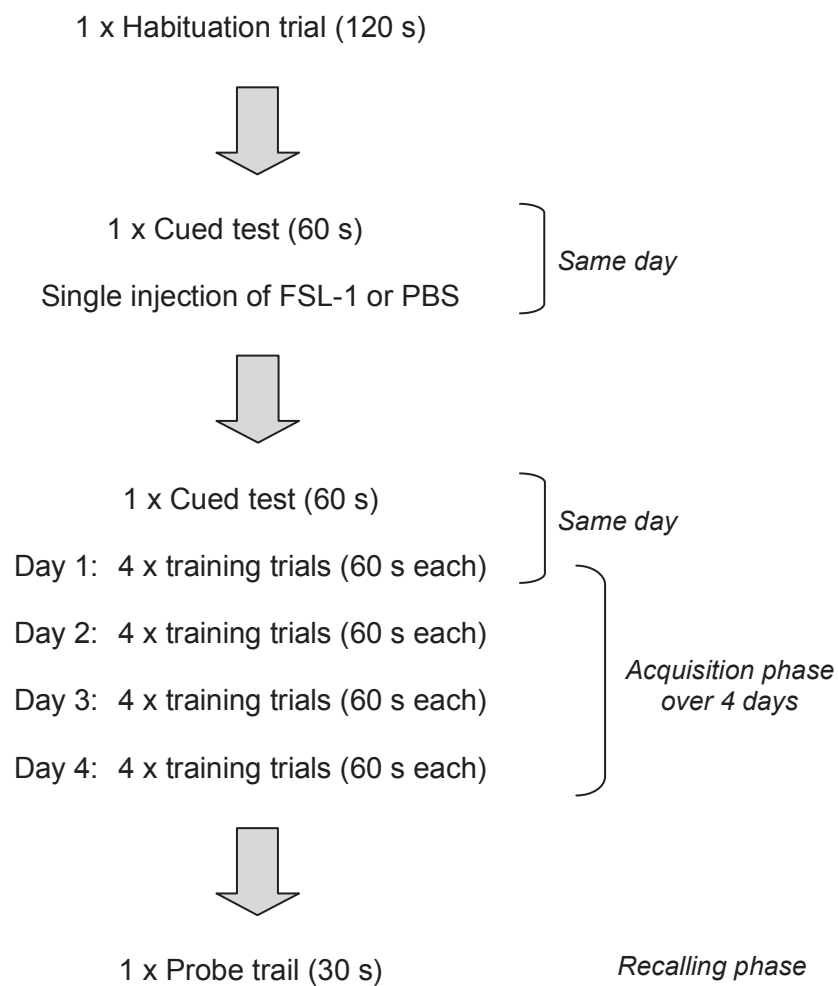 1 x Habituation trial (120 s)
1 x Cued test (60 s)
Same day
Single injection of FSL-1 or PBS
1 x Cued test (60 s)
Same day
Day 1: 4 x training trials (60 s each)
Day 2: 4 x training trials (60 s each)
Day 3: 4 x training trials (60 s each)
Acquisition phase
over 4 days
Day 4: 4 x training trials (60 s each)
1 x Probe trail (30 s)
Recalling phase